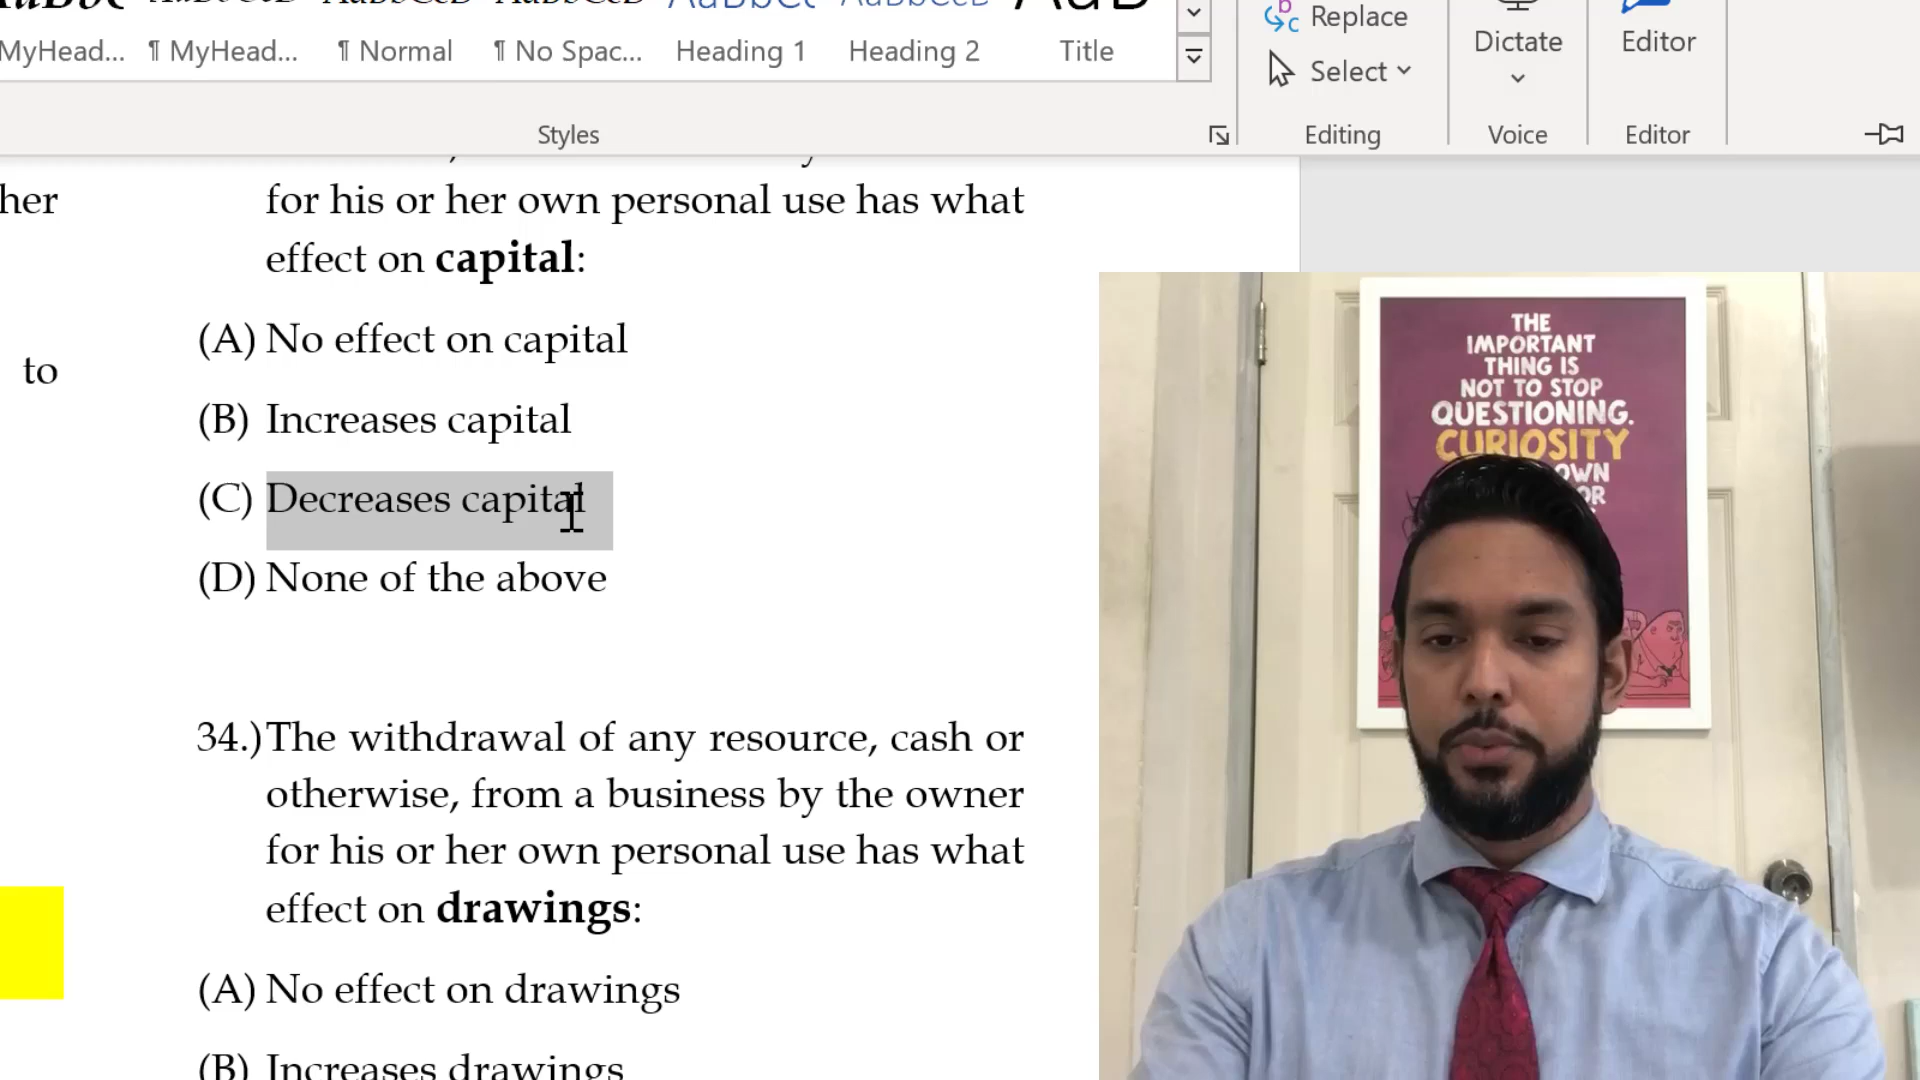 MyHead... ¶ MyHead... ¶ Normal ¶ No Spac... Heading 1 Heading 2 Title
Replace
Select
Dictate
Editor
Styles
Editing
Voice
Editor
her
to
for his or her own personal use has what
effect on capital:
(A) No effect on capital
(B) Increases capital
(C) Decreases capital
(D) None of the above
34.) The withdrawal of any resource, cash or
otherwise, from a business by the owner
for his or her own personal use has what
effect on drawings:
(A) No effect on drawings
(B) Increases drawings
THE
IMPORTANT
THING IS
NOT TO STOP
QUESTIONING.
CURIOSITY
OWN